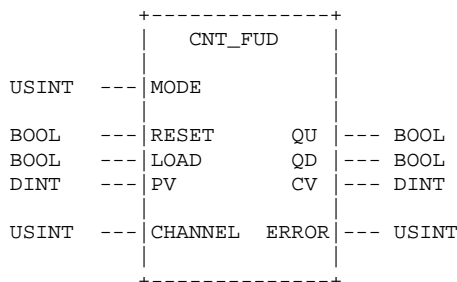 CNT_FUD
USINT ---|MODE
BOOL ---|RESET QU|--- BOOL
BOOL ---|LOAD QD|--- BOOL
DINT ---|PV CV|--- DINT
USINT ---|CHANNEL ERROR|--- USINT